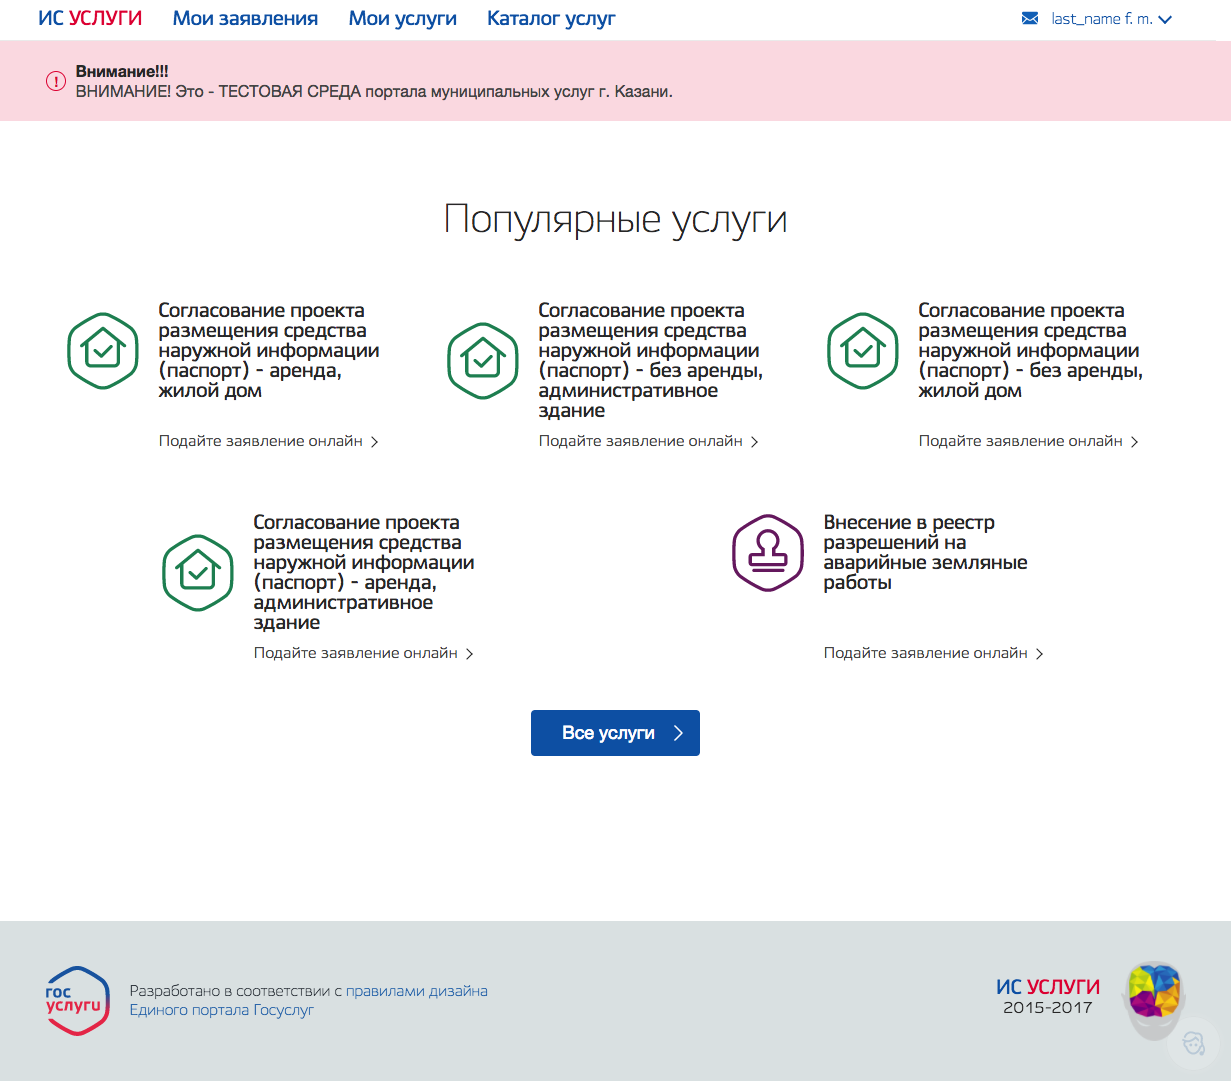 ИС УСЛУГИ Мои заявления Мои услуги Каталог услуг last_name f. m.
Внимание!!!
ВНИМАНИЕ! Это - ТЕСТОВАЯ СРЕДА портала муниципальных услуг г. Казани.
Популярные услуги
Согласование проекта
размещения средства
наружной информации
(паспорт) - аренда,
жилой дом
Подайте заявление онлайн
Согласование проекта
размещения средства
наружной информации
(паспорт) - без аренды,
административное
здание
Подайте заявление онлайн
Согласование проекта
размещения средства
наружной информации
(паспорт) - без аренды,
жилой дом
Подайте заявление онлайн
Согласование проекта
размещения средства
наружной информации
(паспорт) - аренда,
административное
здание
Подайте заявление онлайн
Внесение в реестр
разрешений на
аварийные земляные
работы
Подайте заявление онлайн
Все услуги
гос
услуги
Разработано в соответствии с правилами дизайна
Единого портала Госуслуг
ИС УСЛУГИ
2015-2017